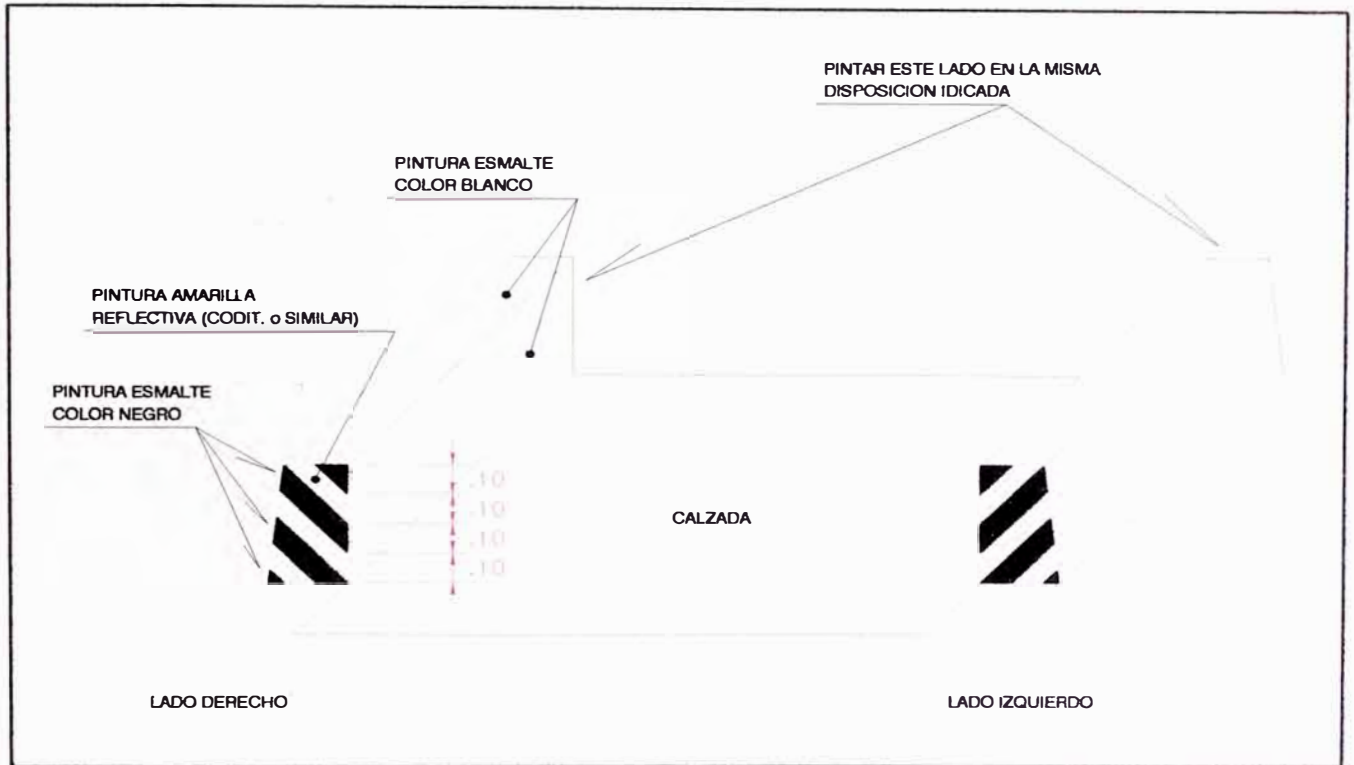 PINTAR ESTE LADO EN LA MISMA
DISPOSICION IDICADA
PINTURA ESMALTE
COLOR BLANCO
PINTURA AMARILLA
REFLECTIVA (CODIT. o SIMILAR)
PINTURA ESMALTE
COLOR NEGRO
.10
.10
.10
.10
CALZADA
LADO DERECHO
LADO IZQUIERDO